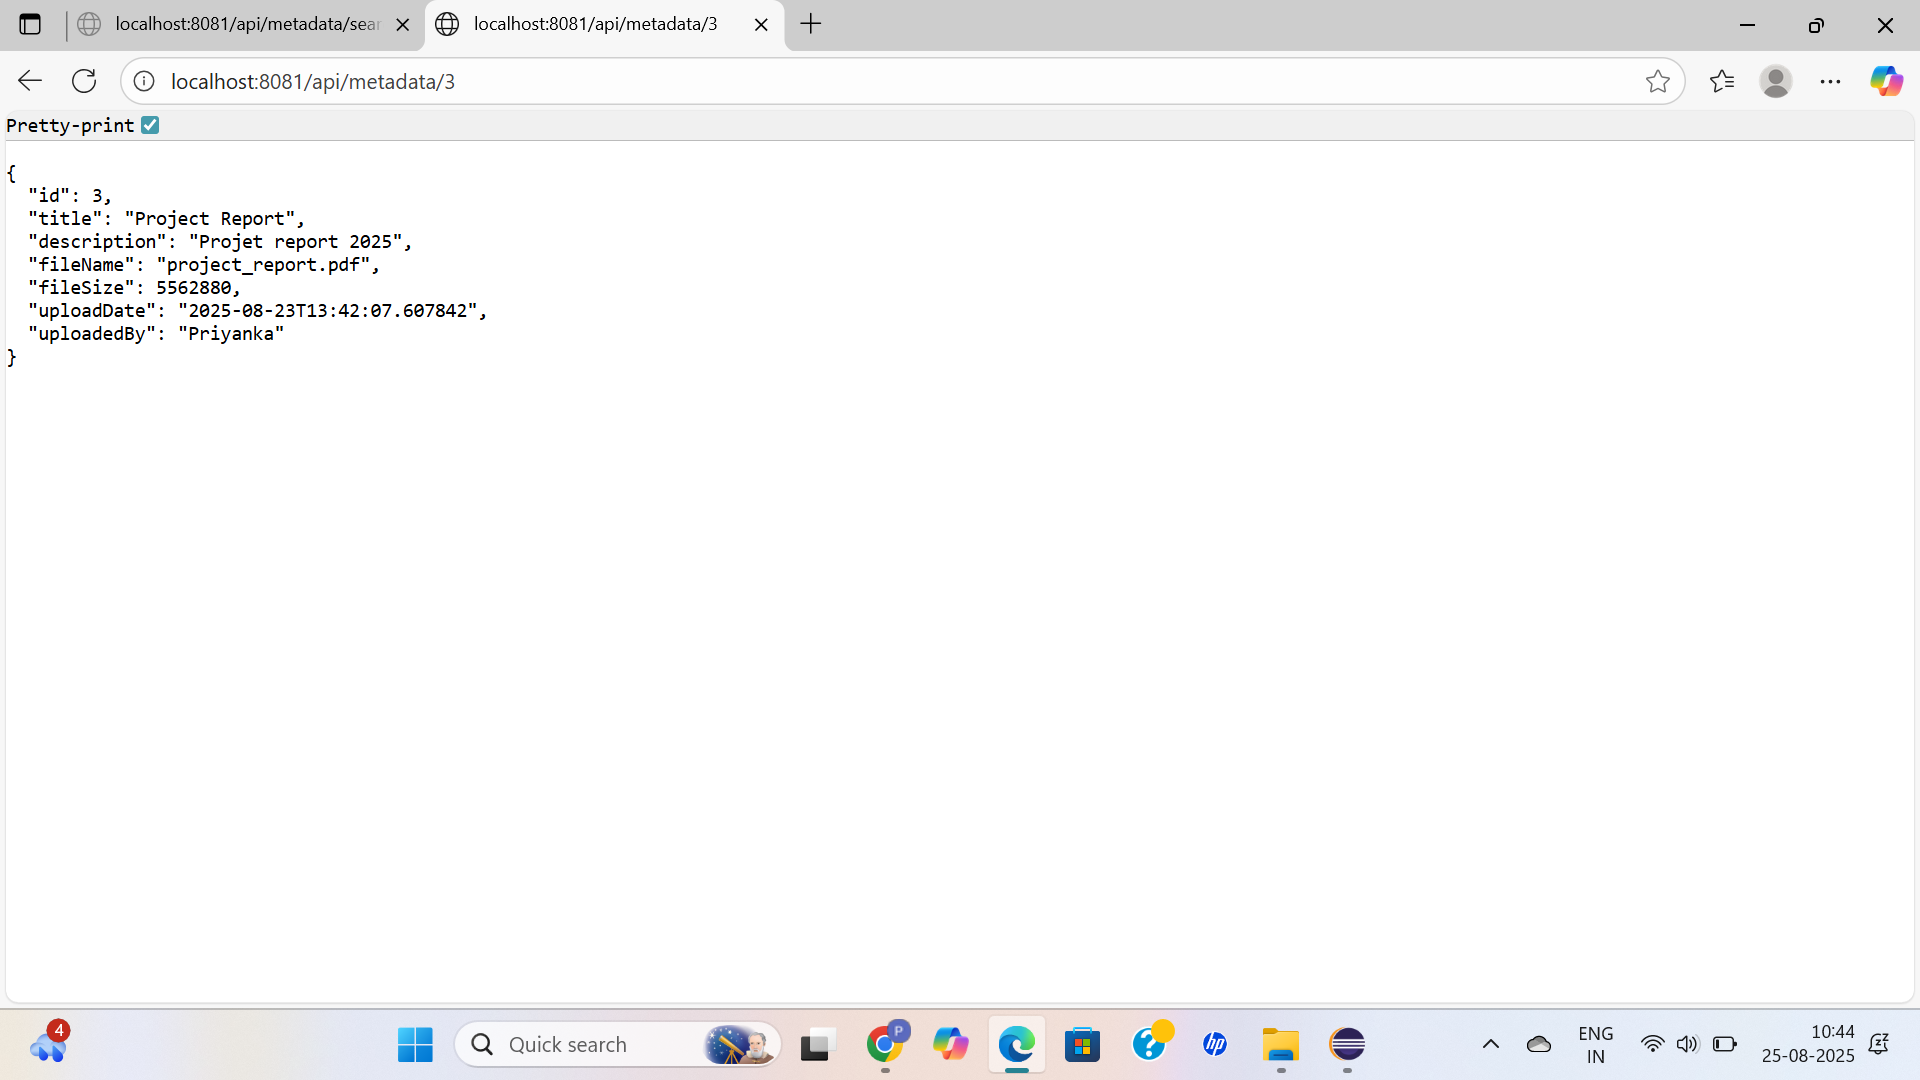 localhost:8081/api/metadata/sear
localhost:8081/api/metadata/3
localhost:8081/api/metadata/3
Pretty-print
{
"id": 3,
"title": "Project Report",
"description": "Projet report 2025",
"fileName": "project_report.pdf",
"fileSize": 5562880,
"uploadDate": "2025-08-23T13:42:07.607842",
"uploadedBy": "Priyanka"
}
4
Quick search
P
?
hp
ENG
IN
10:44
25-08-2025